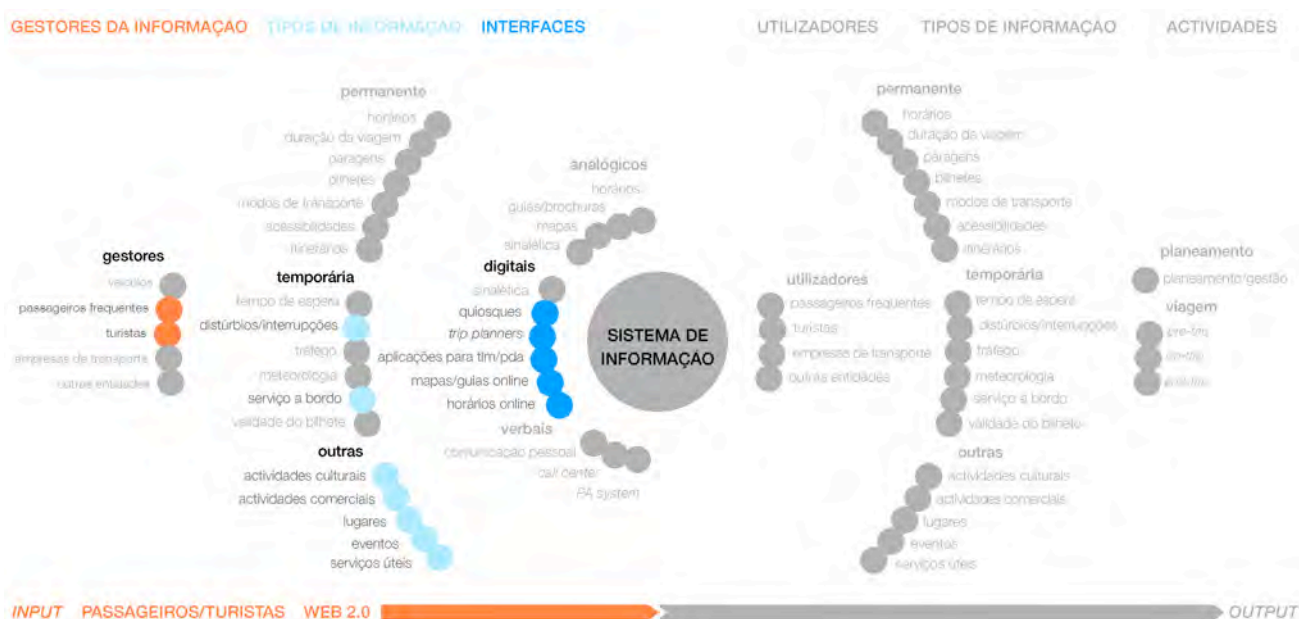 GESTORES DA INFORMAÇÃO TIPOS DE INFORMAÇÃO INTERFACES UTILIZADORES TIPOS DE INFORMAÇÃO ACTIVIDADES
gestores
veículos
passageiros frequentes
turistas
empresas de transporte
outras entidades
permanente
horários
duração da viagem
paragens
bilhetes
modos de transporte
acessibilidades
itinerários
temporária
tempo de espera
distúrbios/interrupções
tráfego
meteorologia
serviço a bordo
validade do bilhete
outras
actividades culturais
actividades comerciais
lugares
eventos
serviços úteis
analógicos
horários
guias/brochuras
mapas
sinalética
digitais
sinalética
quiosques
trip planners
aplicações para tlm/pda
mapas/guias online
horários online
verbais
comunicação pessoal
call center
PA system
SISTEMA DE
INFORMAÇÃO
utilizadores
passageiros frequentes
turistas
empresas de transporte
outras entidades
permanente
horários
duração da viagem
paragens
bilhetes
modos de transporte
acessibilidades
itinerários
temporária
tempo de espera
distúrbios/interrupções
tráfego
meteorologia
serviço a bordo
validade do bilhete
outras
actividades culturais
actividades comerciais
lugares
eventos
serviços úteis
planeamento
planeamento/gestão
viagem
pre-trip
on-trip
INPUT PASSAGEIROS/TURISTAS WEB 2.0 OUTPUT